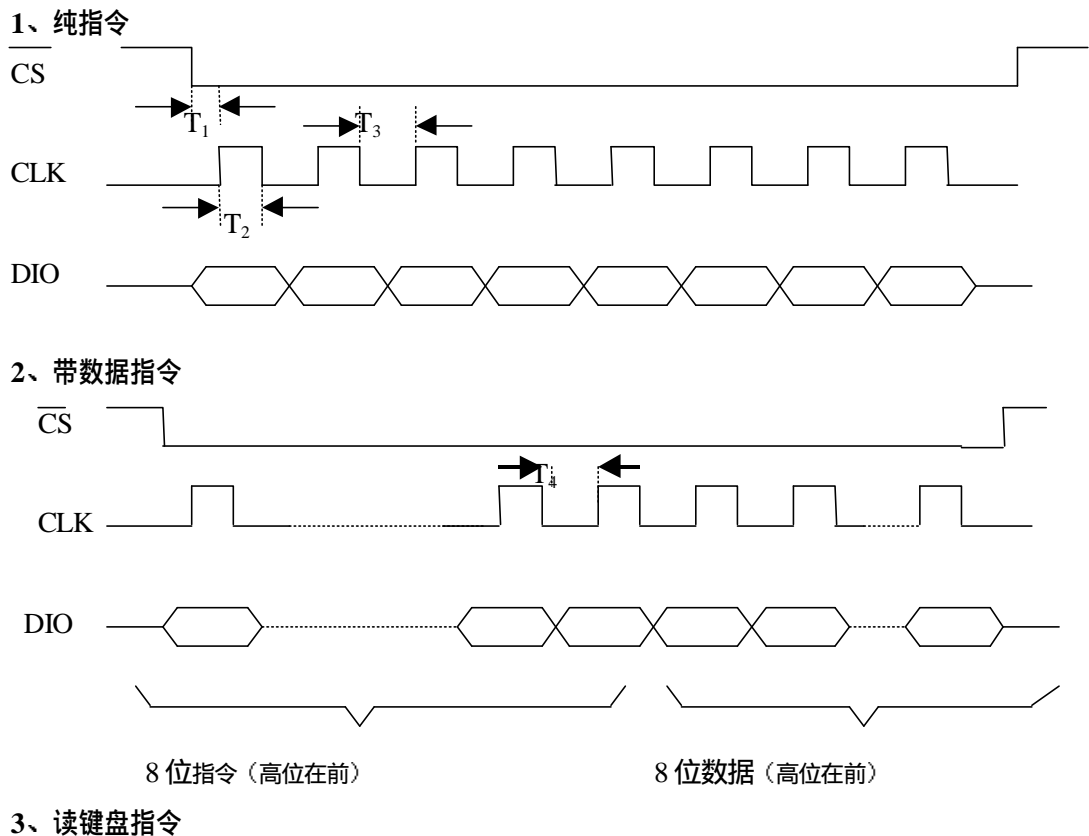 1、纯指令
CS
T1 T3
CLK
T2
DIO
2、带数据指令
CS
T4
CLK
DIO
8 位指令（高位在前） 8 位数据（高位在前）
3、读键盘指令